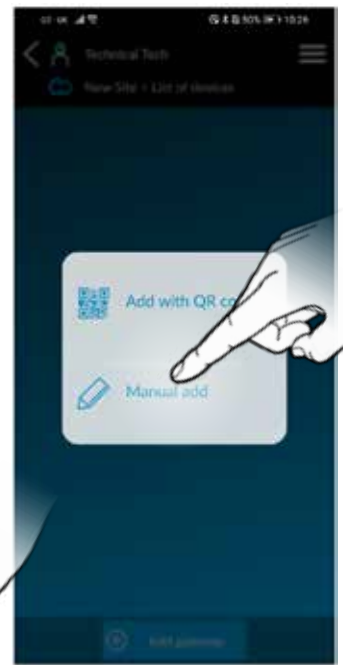 Technical Tech
New Site > List of devices
Add with QR co
Manual add
Add gateway